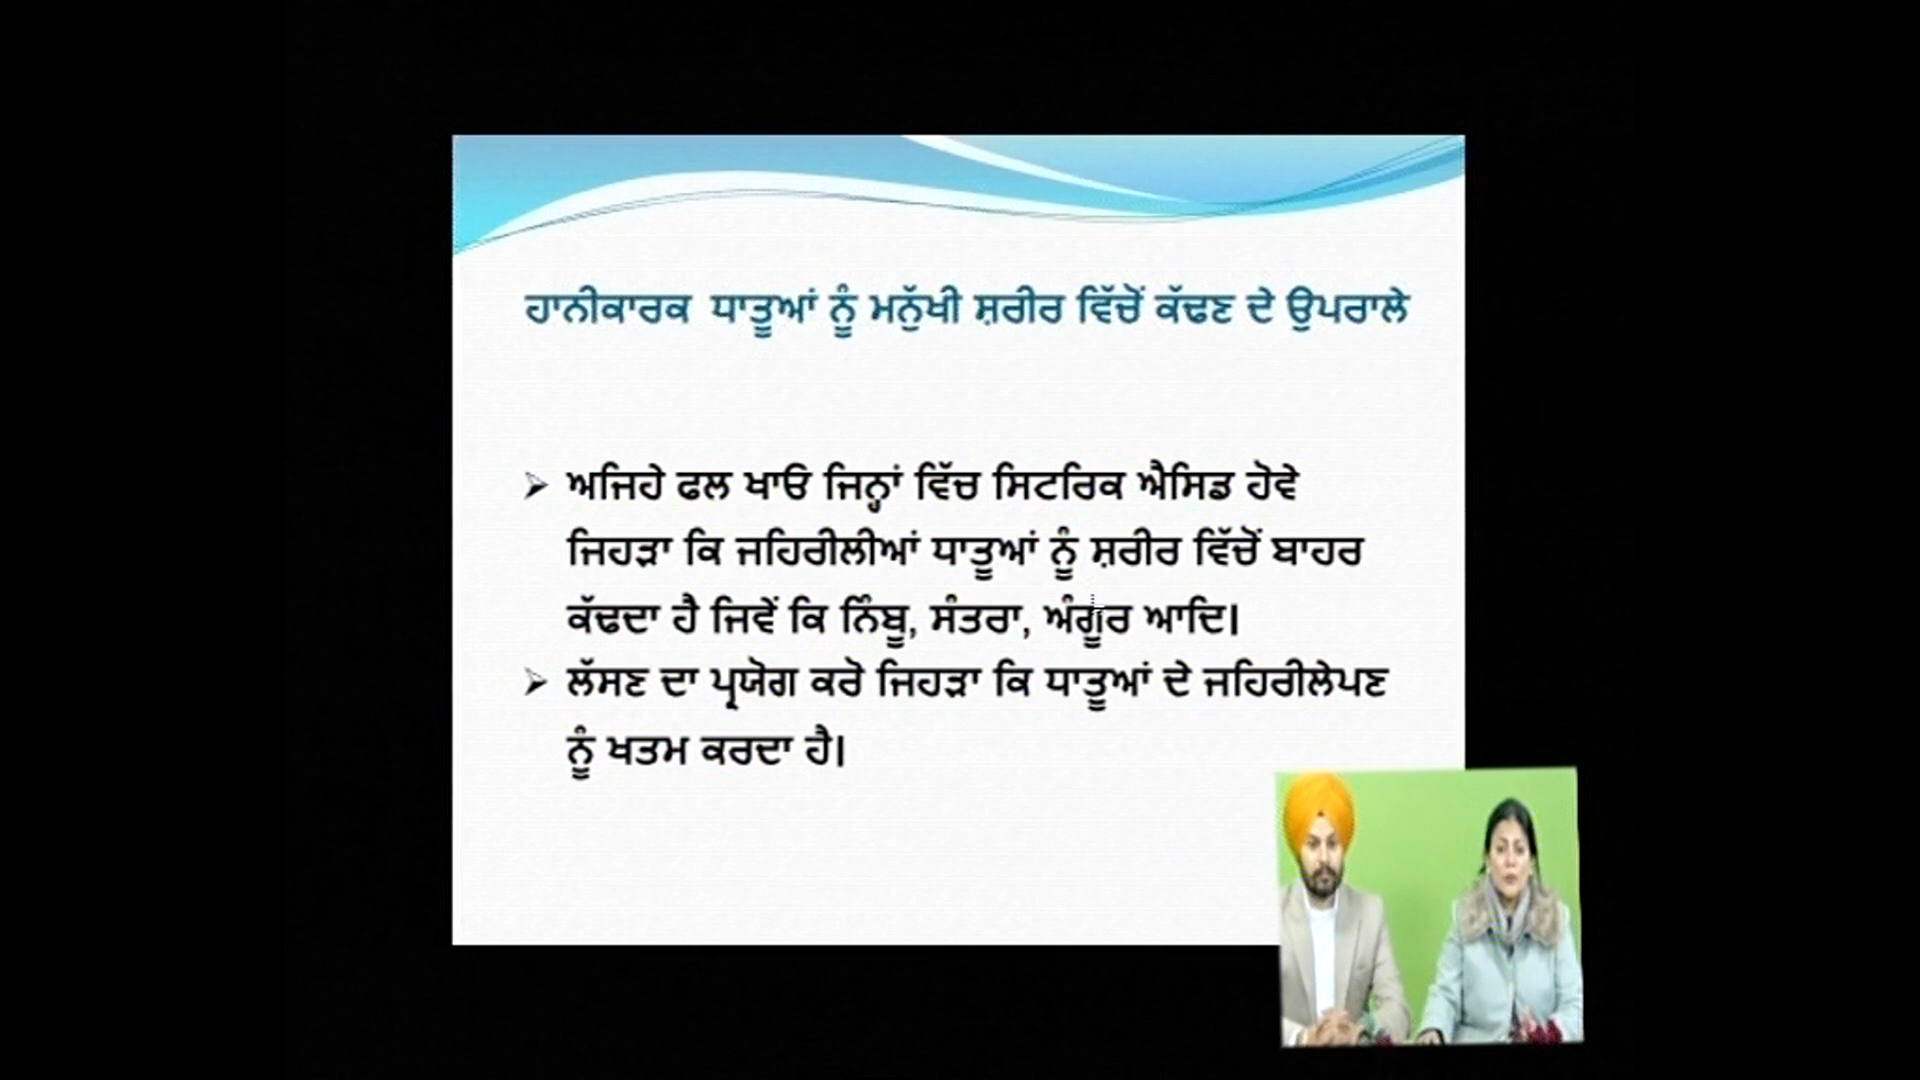 ਹਾਨੀਕਾਰਕ ਧਾਤੂਆਂ ਨੂੰ ਮਨੁੱਖੀ ਸ਼ਰੀਰ ਵਿੱਚੋਂ ਕੱਢਣ ਦੇ ਉਪਰਾਲੇ
➢ ਅਜਿਹੇ ਫਲ ਖਾਓ ਜਿਨ੍ਹਾਂ ਵਿੱਚ ਸਿਟਰਿਕ ਐਸਿਡ ਹੋਵੇ
ਜਿਹੜਾ ਕਿ ਜਹਿਰੀਲੀਆਂ ਧਾਤੂਆਂ ਨੂੰ ਸ਼ਰੀਰ ਵਿੱਚੋਂ ਬਾਹਰ
ਕੱਢਦਾ ਹੈ ਜਿਵੇਂ ਕਿ ਨਿੰਬੂ, ਸੰਤਰਾ, ਅੰਗੂਰ ਆਦਿ।
➢ ਲੱਸਣ ਦਾ ਪ੍ਰਯੋਗ ਕਰੋ ਜਿਹੜਾ ਕਿ ਧਾਤੂਆਂ ਦੇ ਜਹਿਰੀਲੇਪਣ
ਨੂੰ ਖਤਮ ਕਰਦਾ ਹੈ।